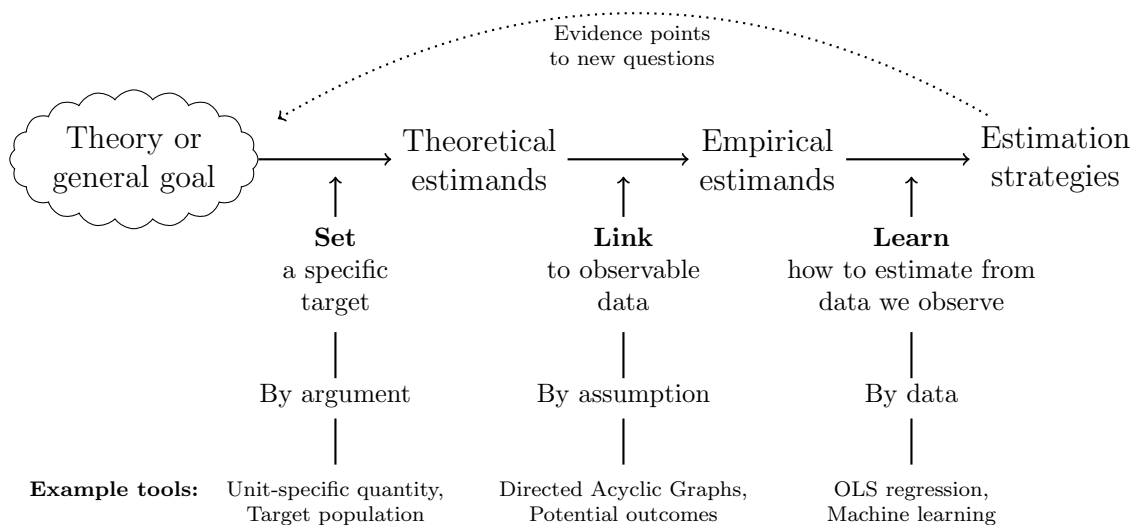 Evidence points
to new questions
Theory or
general goal
Theoretical
estimands
Empirical
estimands
Estimation
strategies
Set
a specific
target
Link
to observable
data
Learn
how to estimate from
data we observe
By argument
By assumption
By data
Example tools:
Unit-specific quantity,
Target population
Directed Acyclic Graphs,
Potential outcomes
OLS regression,
Machine learning